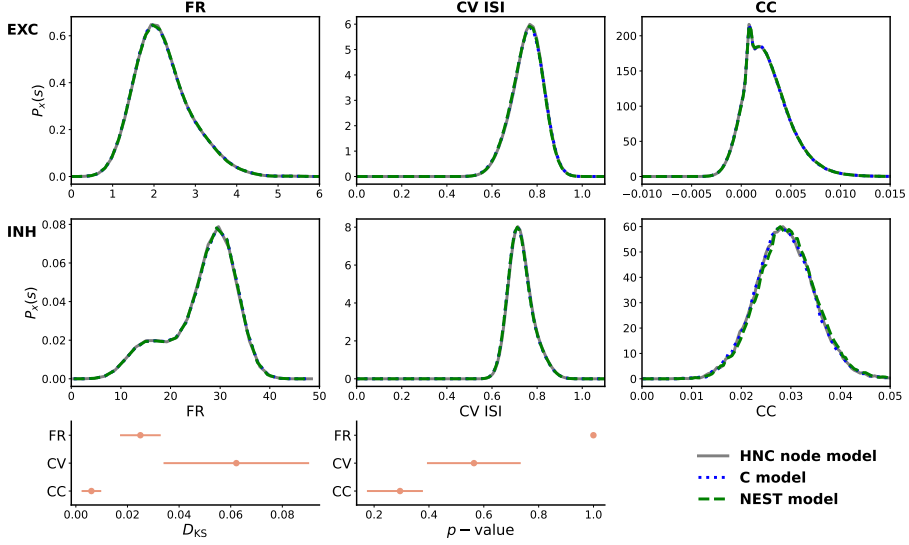 FR CV ISI CC
EXC
0.6
0.4
0.2
0.0
Pₓ(s)
0 1 2 3 4 5 6
6
5
4
3
2
1
0
0.0 0.2 0.4 0.6 0.8 1.0
200
150
100
50
0
−0.010 −0.005 0.000 0.005 0.010 0.015
INH
0.08
0.06
0.04
0.02
0.00
Pₓ(s)
0 10 20 30 40 50
FR
8
6
4
2
0
0.0 0.2 0.4 0.6 0.8 1.0
CV ISI
60
50
40
30
20
10
0
0.00 0.01 0.02 0.03 0.04 0.05
CC
FR
CV
CC
0.00 0.02 0.04 0.06 0.08
D_KS
FR
CV
CC
0.2 0.4 0.6 0.8 1.0
p − value
HNC node model
C model
NEST model